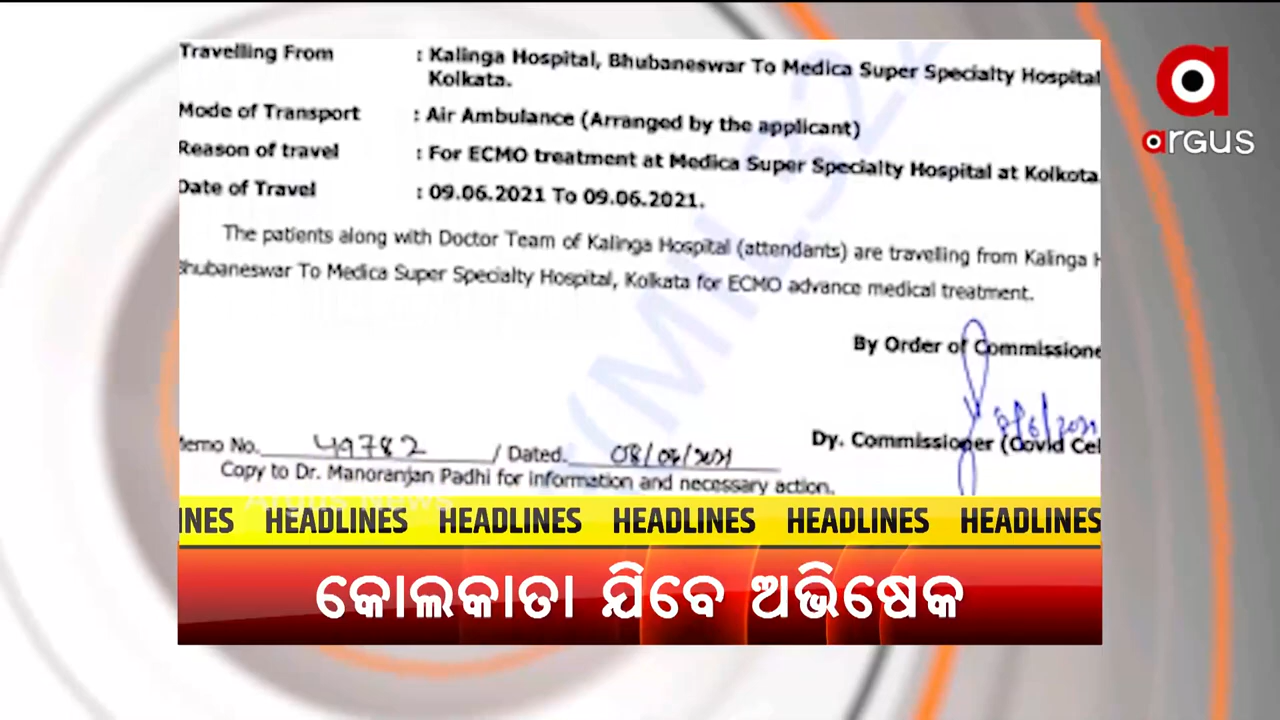 Travelling From : Kalinga Hospital, Bhubaneswar To Medica Super Specialty Hospital
Kolkata.
Mode of Transport : Air Ambulance (Arranged by the applicant)
Reason of travel : For ECMO treatment at Medica Super Specialty Hospital at Kolkota.
Date of Travel : 09.06.2021 To 09.06.2021.
The patients along with Doctor Team of Kalinga Hospital (attendants) are travelling from Kalinga H
Bhubaneswar To Medica Super Specialty Hospital, Kolkata for ECMO advance medical treatment.
By Order of Commissione
8/6/2021
Dy. Commissioner (Covid Cel
Memo No. 49782 / Dated. 08/06/2021
Copy to Dr. Manoranjan Padhi for information and necessary action.
Argus News
INES HEADLINES HEADLINES HEADLINES HEADLINES HEADLINES
କୋଲକାତା ଯିବେ ଅଭିଷେକ
a
argus